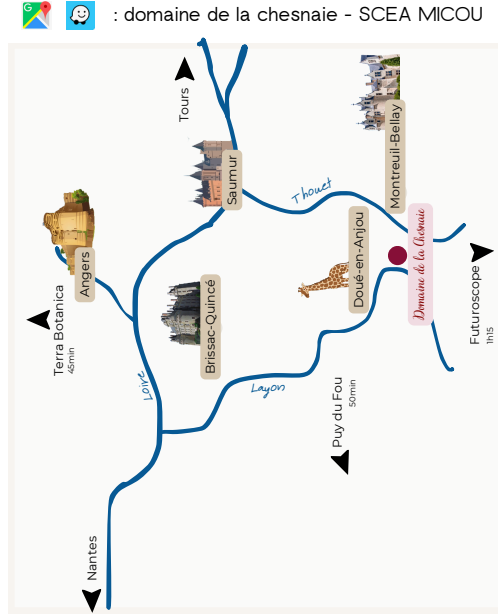 : domaine de la chesnaie - SCEA MICOU
G
Tours
Saumur
Thouet
Montreuil-Bellay
Angers
Terra Botanica
45min
Brissac-Quincé
Doué-en-Anjou
Domaine de la Chesnaie
Futuroscope
1h15
Loire
Layon
Puy du Fou
50min
Nantes